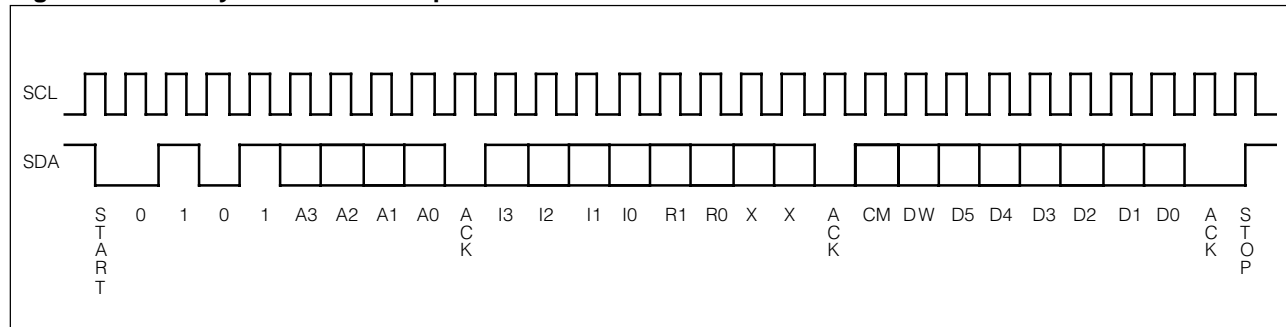 SCL
SDA
START 0 1 0 1 A3 A2 A1 A0 ACK I3 I2 I1 I0 R1 R0 X X ACK CM DW D5 D4 D3 D2 D1 D0 ACK STOP